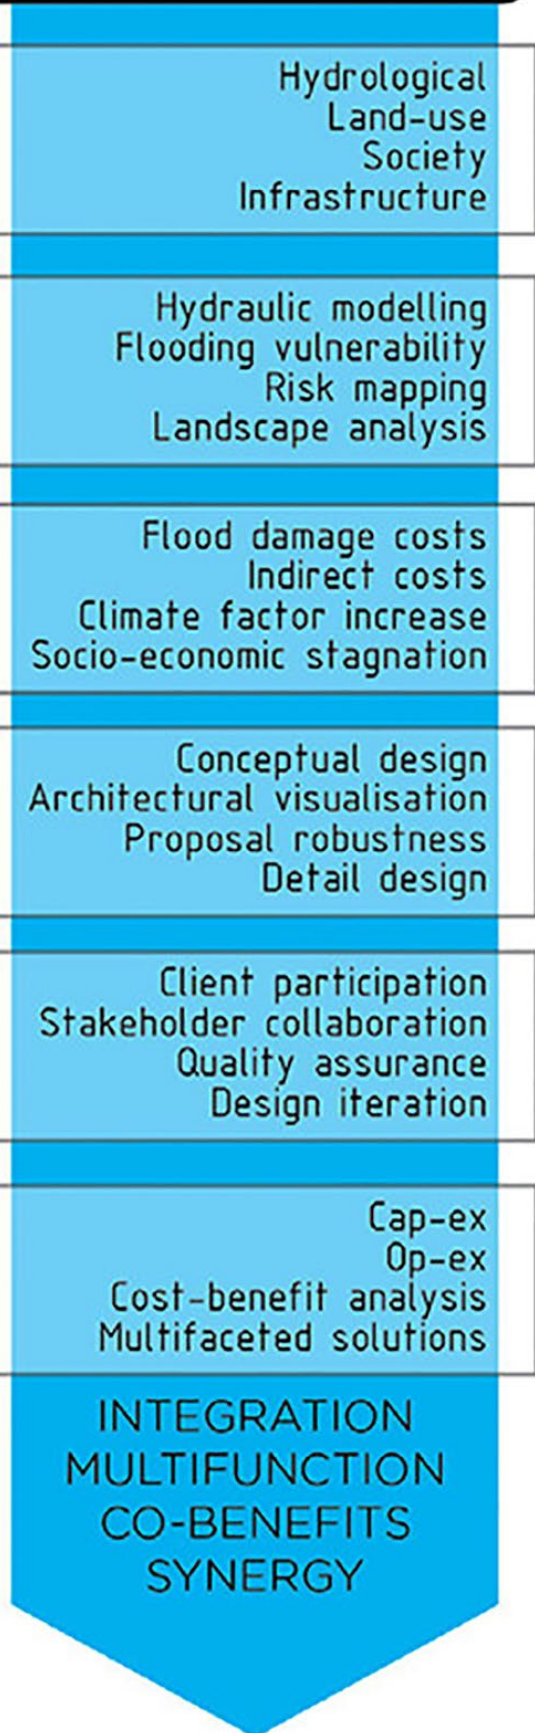 Hydrological
Land-use
Society
Infrastructure
Hydraulic modelling
Flooding vulnerability
Risk mapping
Landscape analysis
Flood damage costs
Indirect costs
Climate factor increase
Socio-economic stagnation
Conceptual design
Architectural visualisation
Proposal robustness
Detail design
Client participation
Stakeholder collaboration
Quality assurance
Design iteration
Cap-ex
Op-ex
Cost-benefit analysis
Multifaceted solutions
INTEGRATION
MULTIFUNCTION
CO-BENEFITS
SYNERGY